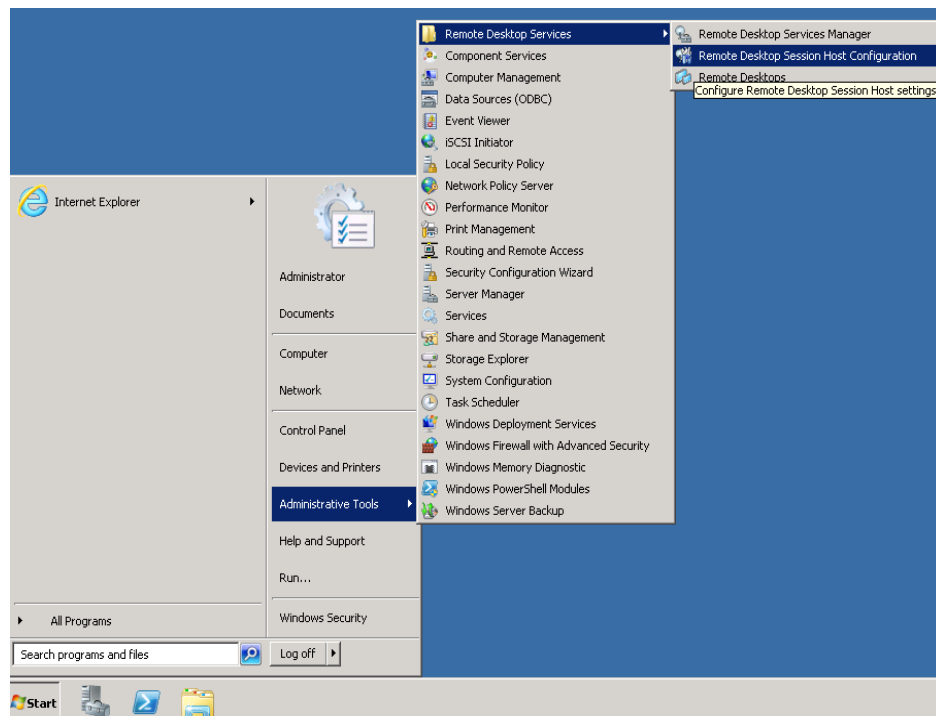 Remote Desktop Services
Component Services
Computer Management
Data Sources (ODBC)
Event Viewer
iSCSI Initiator
Local Security Policy
Network Policy Server
Performance Monitor
Print Management
Routing and Remote Access
Security Configuration Wizard
Server Manager
Services
Share and Storage Management
Storage Explorer
System Configuration
Task Scheduler
Windows Deployment Services
Windows Firewall with Advanced Security
Windows Memory Diagnostic
Windows PowerShell Modules
Windows Server Backup
Remote Desktop Services Manager
Remote Desktop Session Host Configuration
Remote Desktops
Configure Remote Desktop Session Host settings
Internet Explorer
Administrator
Documents
Computer
Network
Control Panel
Devices and Printers
Administrative Tools
Help and Support
Run...
Windows Security
All Programs
Search programs and files
Log off
Start